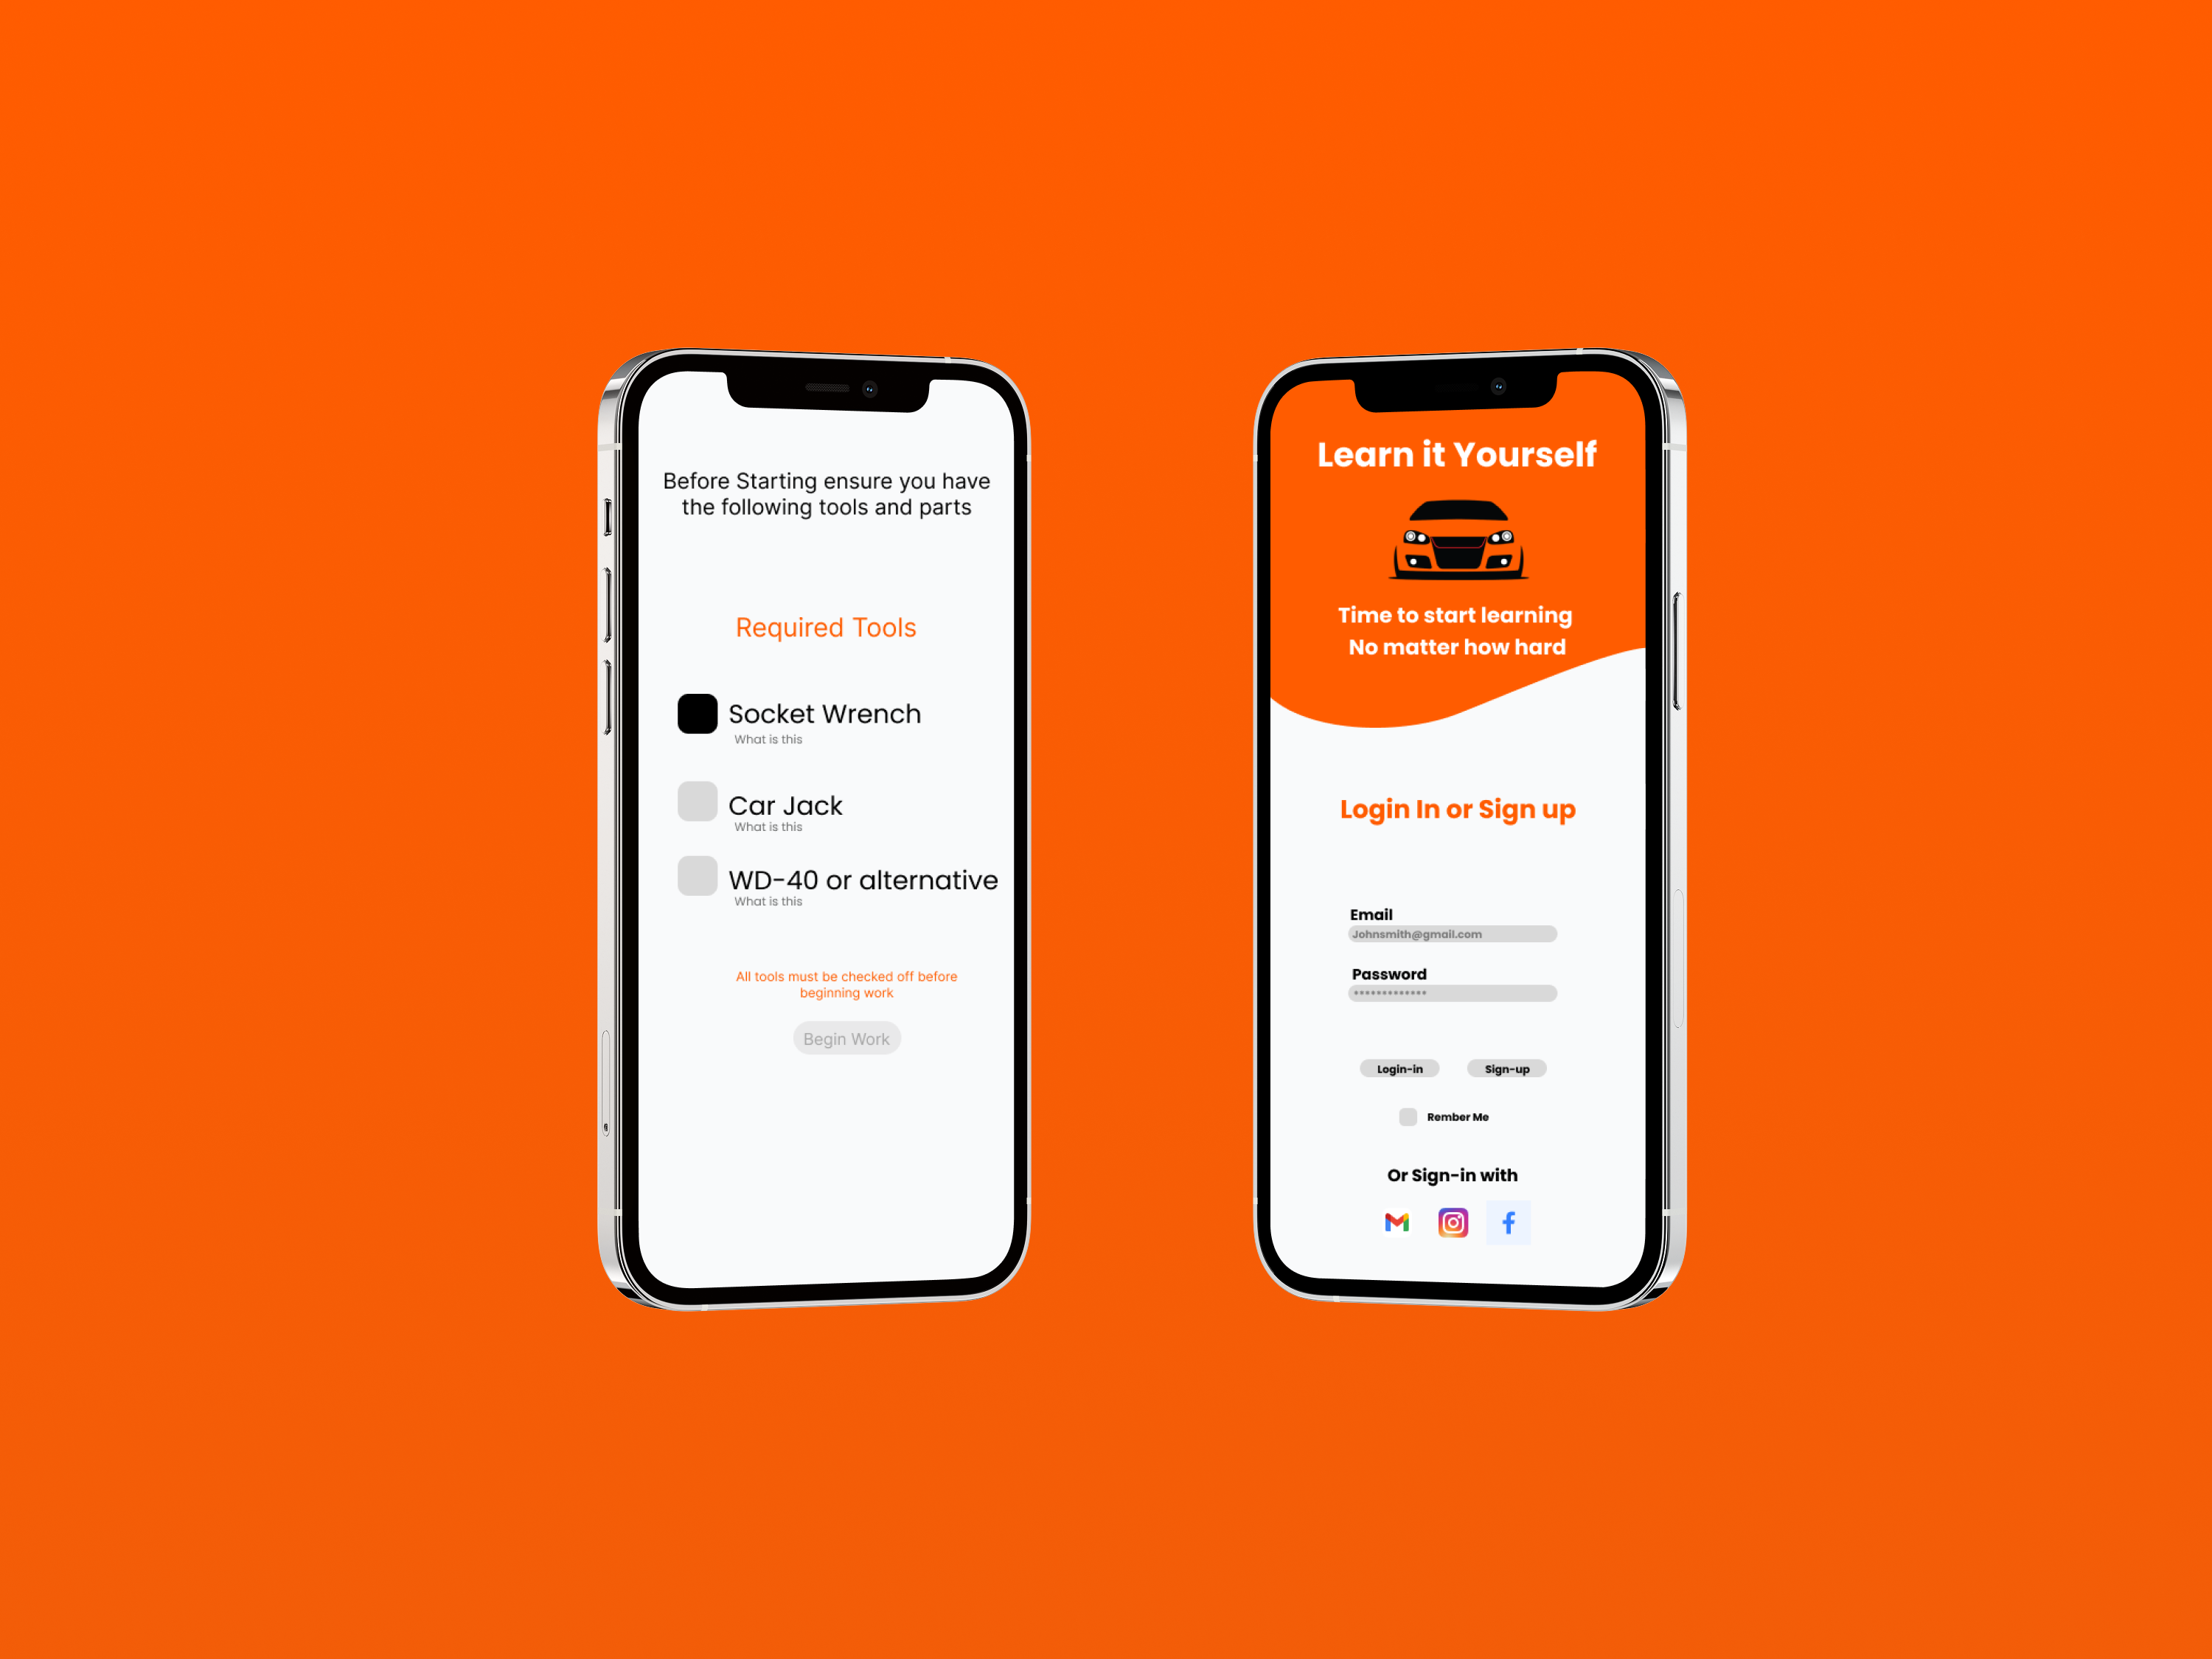 Before Starting ensure you have
the following tools and parts
Required Tools
Socket Wrench
What is this
Car Jack
What is this
WD-40 or alternative
What is this
All tools must be checked off before
beginning work
Begin Work
Learn it Yourself
Time to start learning
No matter how hard
Login In or Sign up
Email
Johnsmith@gmail.com
Password
*************
Login-in
Sign-up
Rember Me
Or Sign-in with